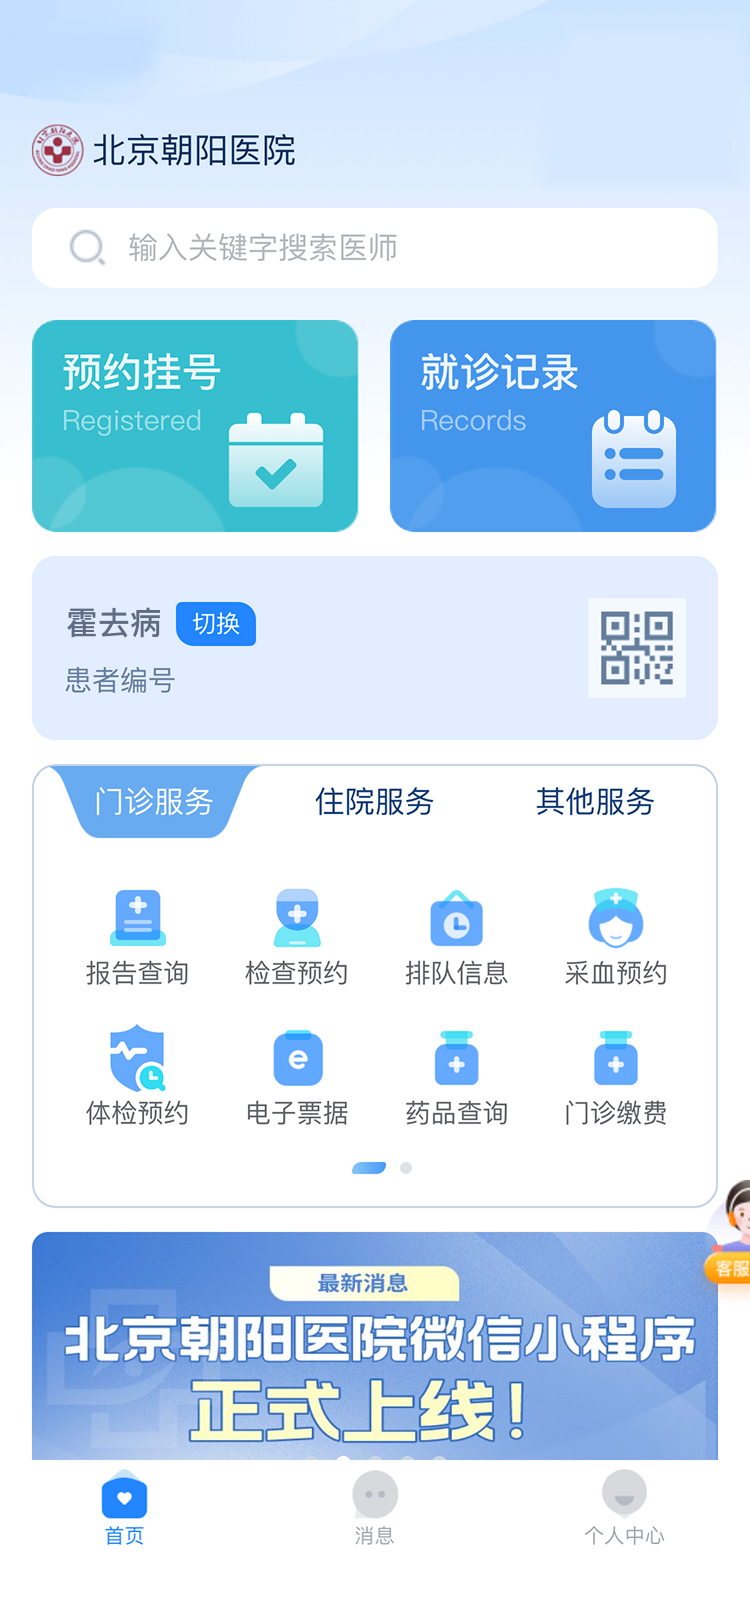 北京朝阳医院
输入关键字搜索医师
预约挂号
Registered
就诊记录
Records
霍去病
切换
患者编号
门诊服务
住院服务
其他服务
报告查询
检查预约
排队信息
采血预约
体检预约
电子票据
药品查询
门诊缴费
客服
最新消息
北京朝阳医院微信小程序
正式上线！
首页
消息
个人中心